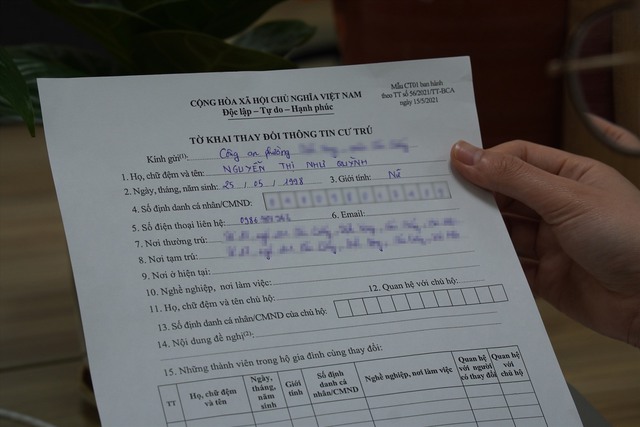 Mẫu CT01 ban hành
theo TT số 56/2021/TT-BCA
ngày 15/5/2021
CỘNG HÒA XÃ HỘI CHỦ NGHĨA VIỆT NAM
Độc lập – Tự do – Hạnh phúc
TỜ KHAI THAY ĐỔI THÔNG TIN CƯ TRÚ
Kính gửi(1): Công an phường
1. Họ, chữ đệm và tên: NGUYỄN THỊ NHƯ QUỲNH
2. Ngày, tháng, năm sinh: 25 / 05 / 1998 3. Giới tính: Nữ
4. Số định danh cá nhân/CMND:
5. Số điện thoại liên hệ: 6. Email:
7. Nơi thường trú:
8. Nơi tạm trú:
9. Nơi ở hiện tại:
10. Nghề nghiệp, nơi làm việc:
11. Họ, chữ đệm và tên chủ hộ: 12. Quan hệ với chủ hộ:
13. Số định danh cá nhân/CMND của chủ hộ:
14. Nội dung đề nghị(2):
15. Những thành viên trong hộ gia đình cùng thay đổi:
TT Họ, chữ đệm và tên Ngày, tháng, năm sinh Giới tính Số định danh cá nhân/CMND Nghề nghiệp, nơi làm việc Quan hệ với người có thay đổi Quan hệ với chủ hộ